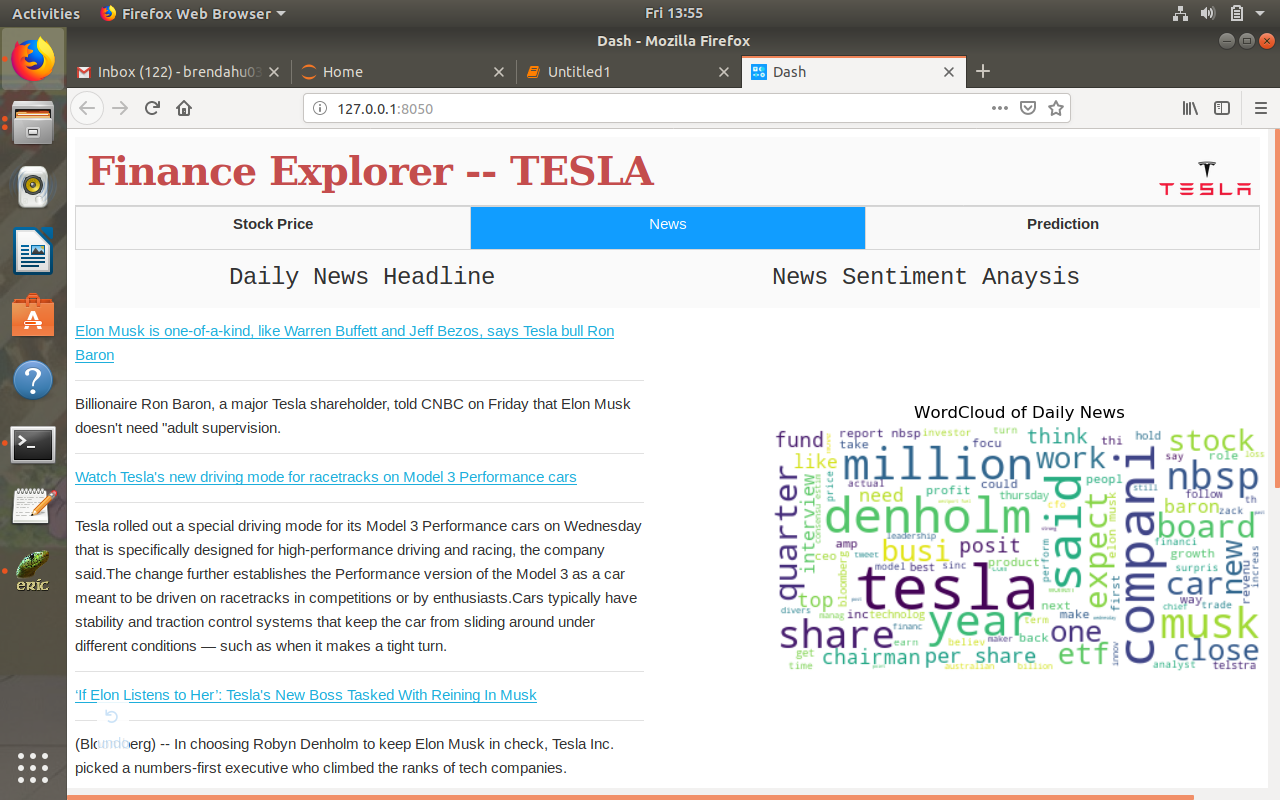 Activities Firefox Web Browser Fri 13:55
Dash - Mozilla Firefox
Inbox (122) - brendahu03 Home Untitled1 Dash
127.0.0.1:8050
Finance Explorer -- TESLA
TESLA
Stock Price News Prediction
Daily News Headline News Sentiment Anaysis
Elon Musk is one-of-a-kind, like Warren Buffett and Jeff Bezos, says Tesla bull Ron
Baron
Billionaire Ron Baron, a major Tesla shareholder, told CNBC on Friday that Elon Musk
doesn't need "adult supervision.
Watch Tesla's new driving mode for racetracks on Model 3 Performance cars
Tesla rolled out a special driving mode for its Model 3 Performance cars on Wednesday
that is specifically designed for high-performance driving and racing, the company
said.The change further establishes the Performance version of the Model 3 as a car
meant to be driven on racetracks in competitions or by enthusiasts.Cars typically have
stability and traction control systems that keep the car from sliding around under
different conditions — such as when it makes a tight turn.
‘If Elon Listens to Her’: Tesla's New Boss Tasked With Reining In Musk
undo
(Bloomberg) -- In choosing Robyn Denholm to keep Elon Musk in check, Tesla Inc.
picked a numbers-first executive who climbed the ranks of tech companies.
WordCloud of Daily News
fund report nbsp investor turn think thi hold stock
take focu say role loss
like million work compani nbsp
actual could peopl still follow th
quarter interview price need profit thursday cfo expect elon musk baron zack
denholm said board
amp leadership financi
top ceo bloomberg tweet busi posit perform growth new
model best sinc product surpris revenu increas
tesla car
divers manag inc technolog year term next make first way trade
share financ one chief musk
earn believ maker back
get chairman per share etf innov close
time australian billion analyst telstra
eric